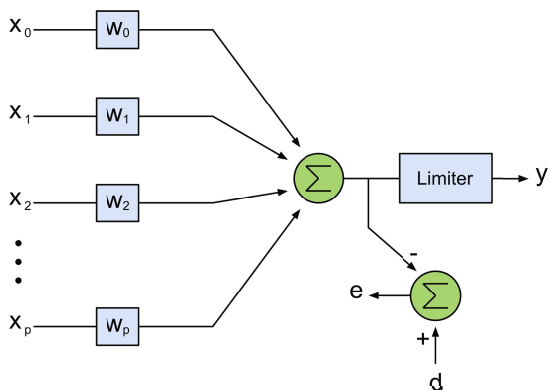 x₀ w₀
x₁ w₁
∑ Limiter y
x₂ w₂
-
e ∑
xₚ wₚ
+
d